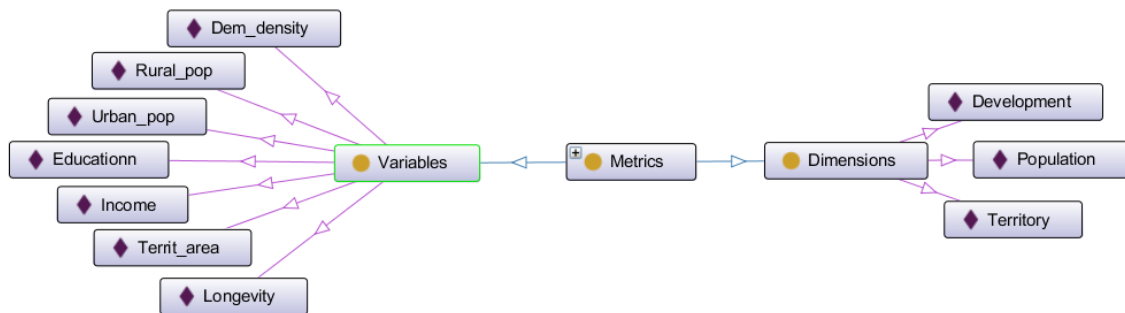 Dem_density
Rural_pop
Urban_pop
Educationn
Income
Territ_area
Longevity
Variables
Metrics
Dimensions
Development
Population
Territory